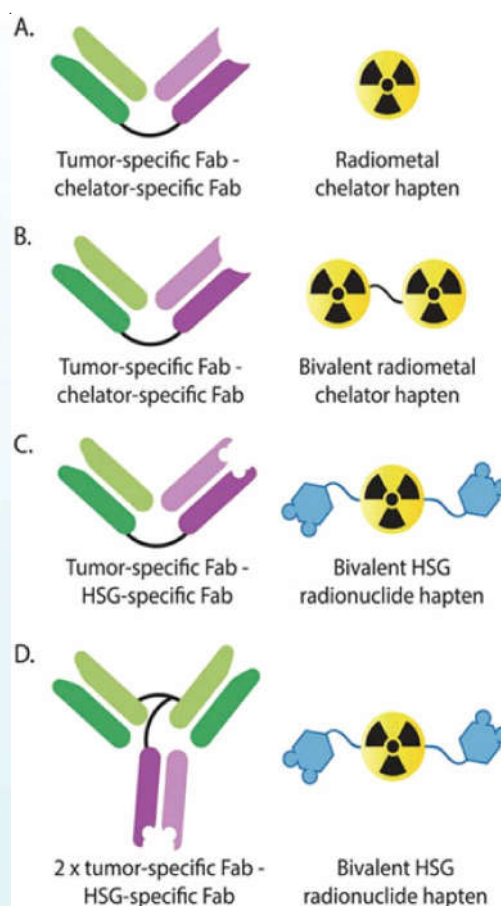 A.
Tumor-specific Fab -
chelator-specific Fab
Radiometal
chelator hapten
B.
Tumor-specific Fab -
chelator-specific Fab
Bivalent radiometal
chelator hapten
C.
Tumor-specific Fab -
HSG-specific Fab
Bivalent HSG
radionuclide hapten
D.
2 x tumor-specific Fab -
HSG-specific Fab
Bivalent HSG
radionuclide hapten